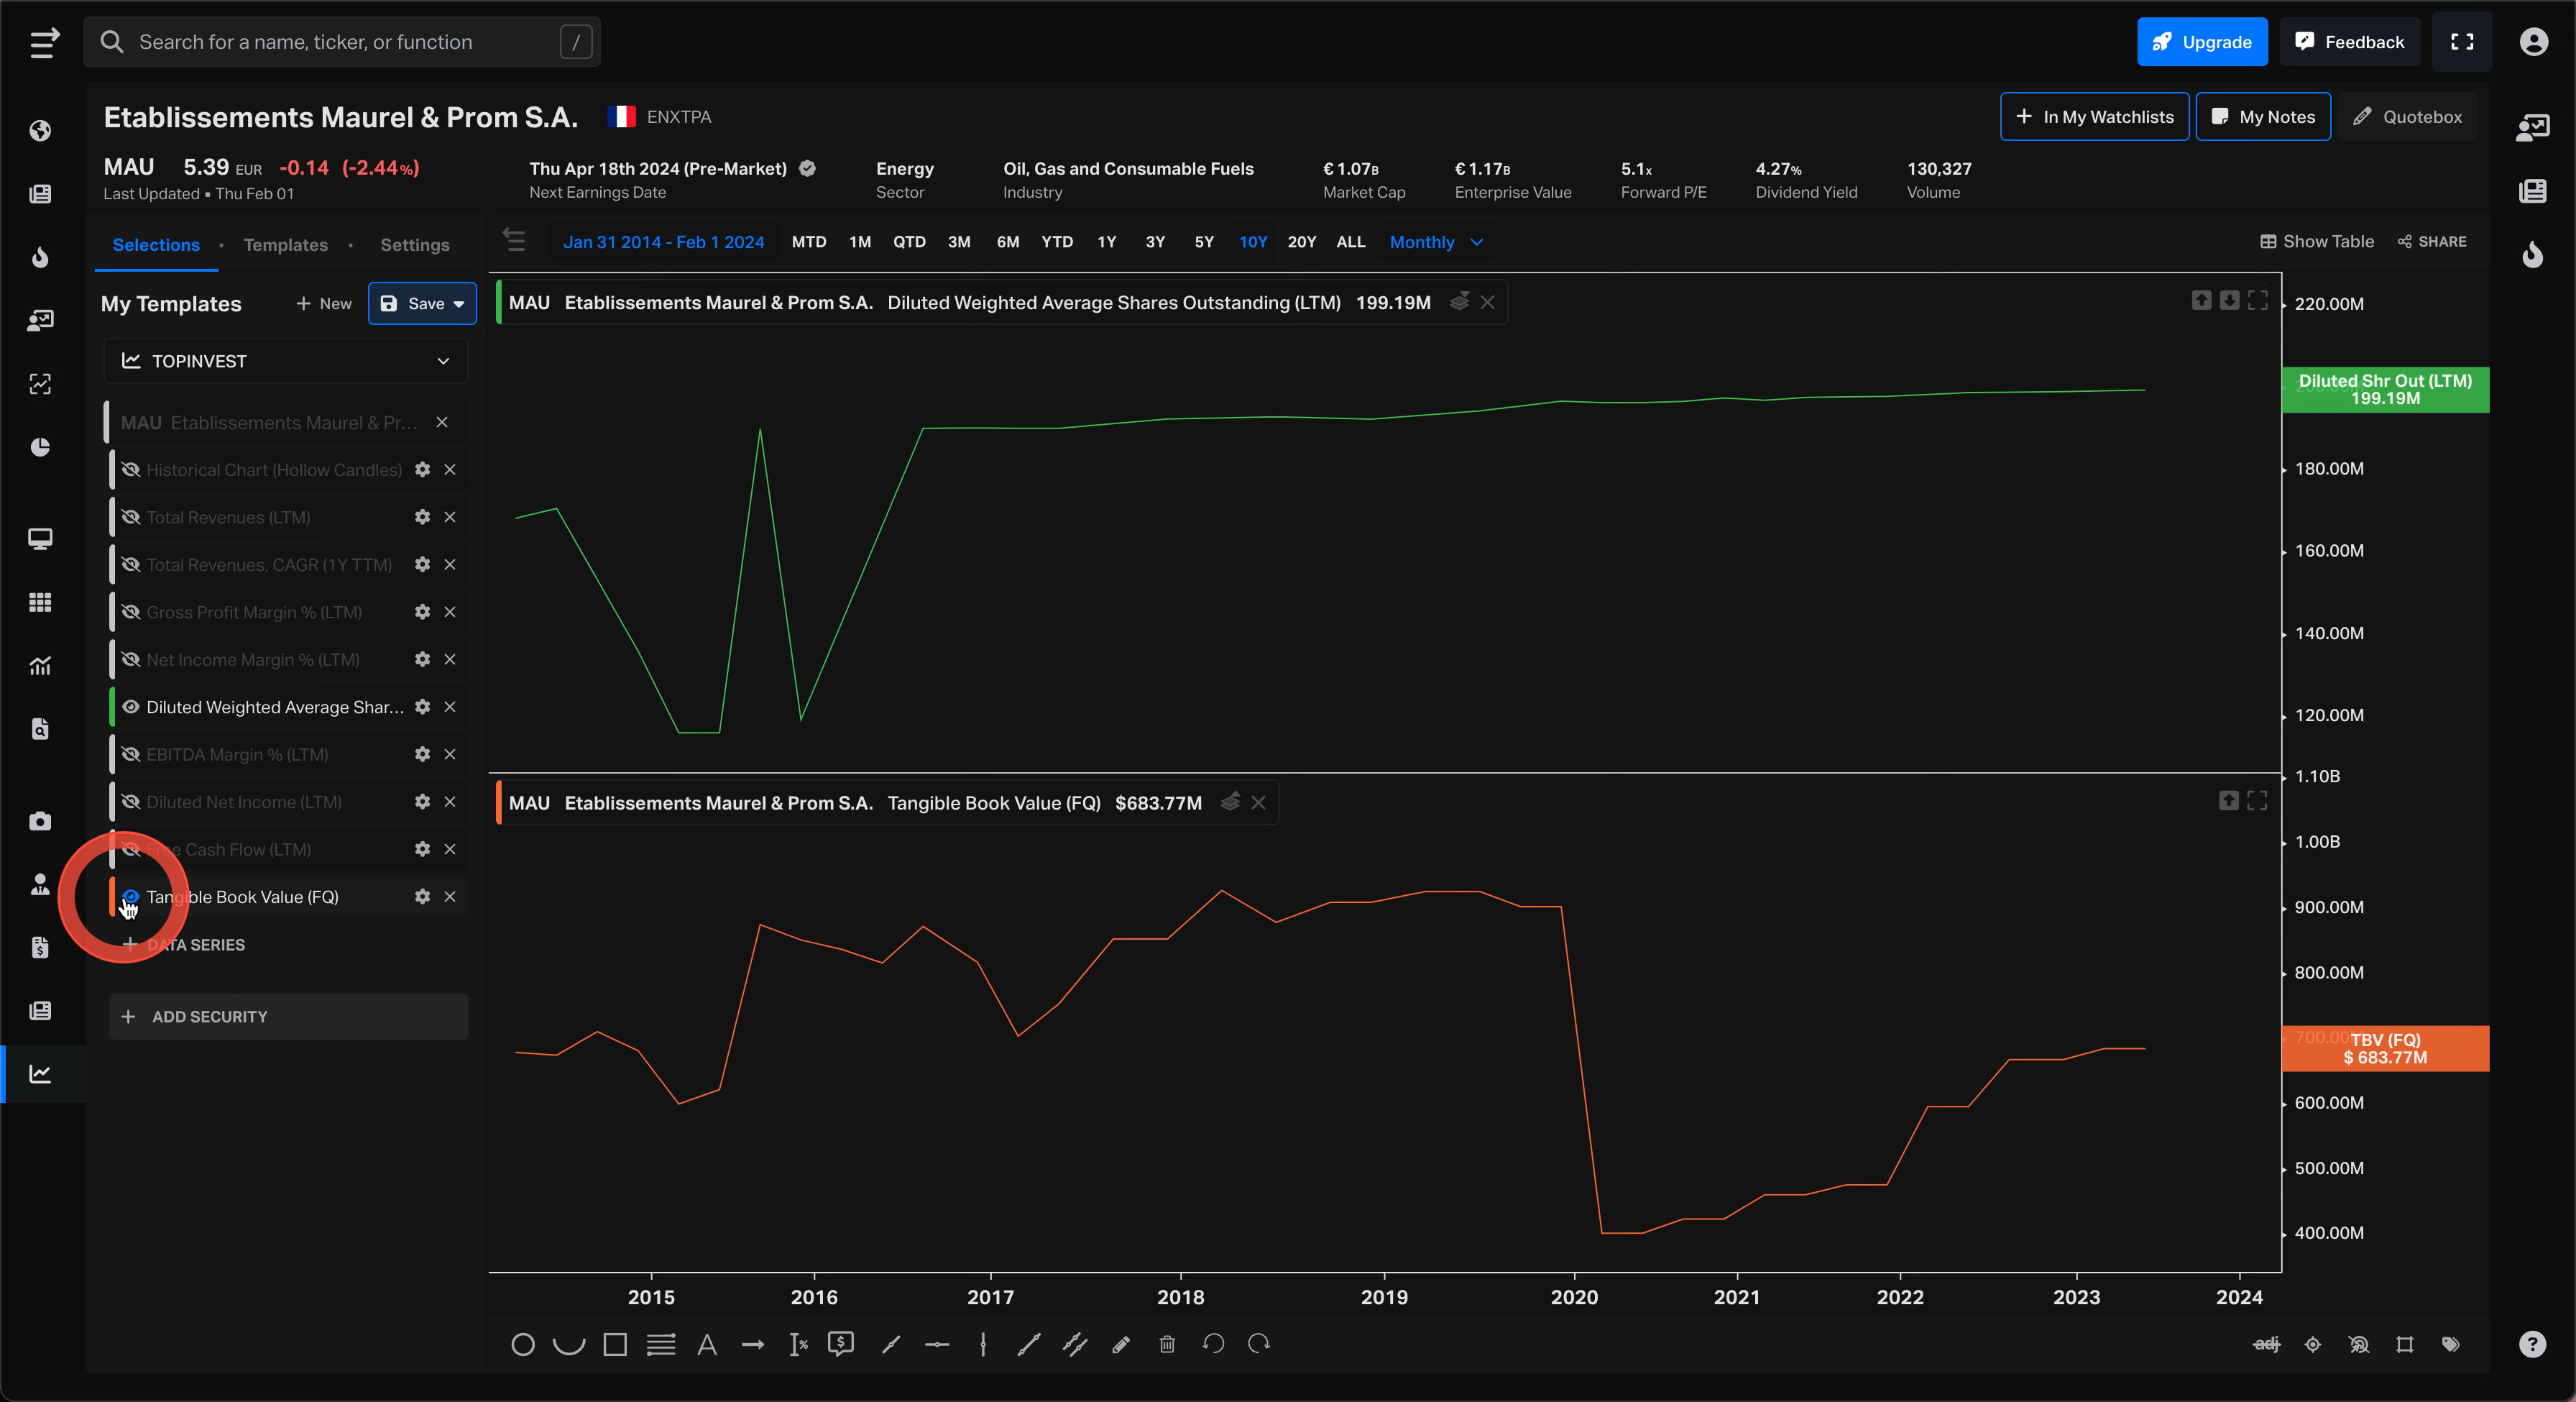 Search for a name, ticker, or function /
Upgrade Feedback
Etablissements Maurel & Prom S.A. ENXTPA
In My Watchlists My Notes Quotebox
MAU 5.39 EUR -0.14 (-2.44%)
Last Updated • Thu Feb 01
Thu Apr 18th 2024 (Pre-Market)
Next Earnings Date
Energy
Sector
Oil, Gas and Consumable Fuels
Industry
€ 1.07B
Market Cap
€ 1.17B
Enterprise Value
5.1x
Forward P/E
4.27%
Dividend Yield
130,327
Volume
Selections • Templates • Settings
Jan 31 2014 - Feb 1 2024 MTD 1M QTD 3M 6M YTD 1Y 3Y 5Y 10Y 20Y ALL Monthly
Show Table SHARE
My Templates + New Save
TOPINVEST
MAU Etablissements Maurel & Pr...
Historical Chart (Hollow Candles)
Total Revenues (LTM)
Total Revenues, CAGR (1Y TTM)
Gross Profit Margin % (LTM)
Net Income Margin % (LTM)
Diluted Weighted Average Shar...
EBITDA Margin % (LTM)
Diluted Net Income (LTM)
Free Cash Flow (LTM)
Tangible Book Value (FQ)
+ DATA SERIES
+ ADD SECURITY
MAU Etablissements Maurel & Prom S.A. Diluted Weighted Average Shares Outstanding (LTM) 199.19M
220.00M
Diluted Shr Out (LTM)
199.19M
180.00M
160.00M
140.00M
120.00M
MAU Etablissements Maurel & Prom S.A. Tangible Book Value (FQ) $683.77M
1.10B
1.00B
900.00M
800.00M
TBV (FQ)
$ 683.77M
600.00M
500.00M
400.00M
2015 2016 2017 2018 2019 2020 2021 2022 2023 2024
A % $ adj ?